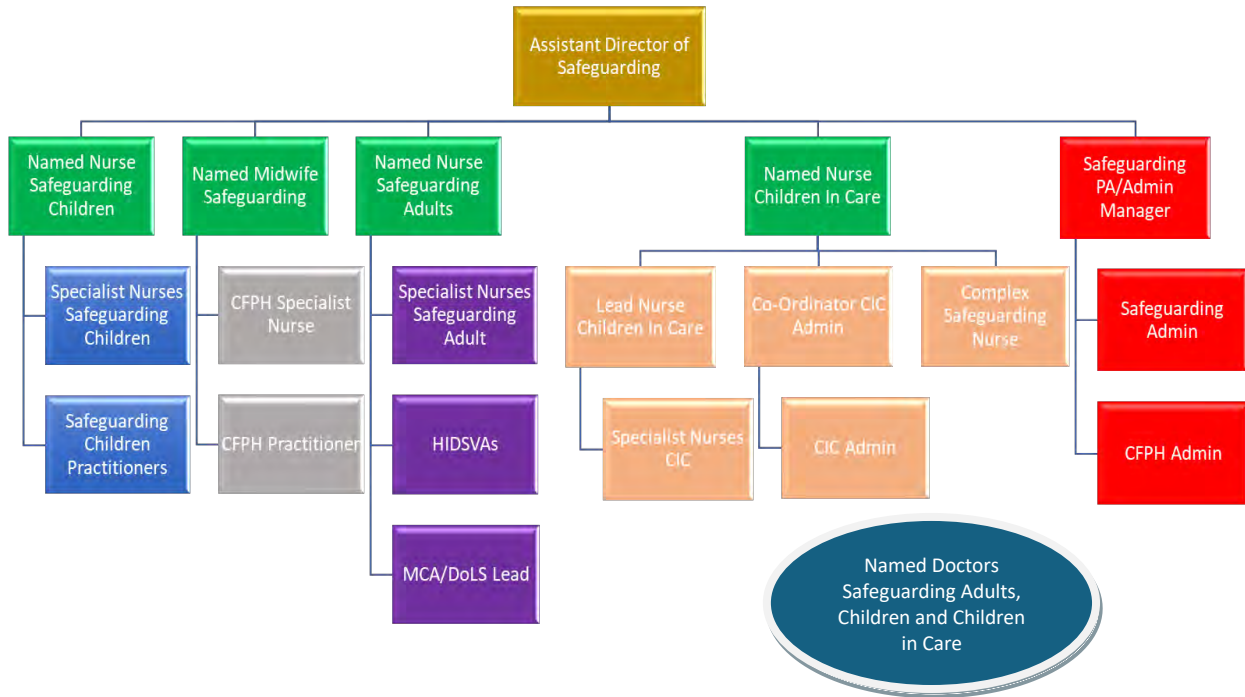 Assistant Director of
Safeguarding
Named Nurse
Safeguarding
Children
Named Midwife
Safeguarding
Named Nurse
Safeguarding
Adults
Named Nurse
Children In Care
Safeguarding
PA/Admin
Manager
Specialist Nurses
Safeguarding
Children
CFPH Specialist
Nurse
Specialist Nurses
Safeguarding
Adult
Lead Nurse
Children In Care
Co-Ordinator CIC
Admin
Complex
Safeguarding
Nurse
Safeguarding
Admin
Safeguarding
Children
Practitioners
CFPH Practitioner
HIDSVAs
Specialist Nurses
CIC
CIC Admin
CFPH Admin
MCA/DoLS Lead
Named Doctors
Safeguarding Adults,
Children and Children
in Care